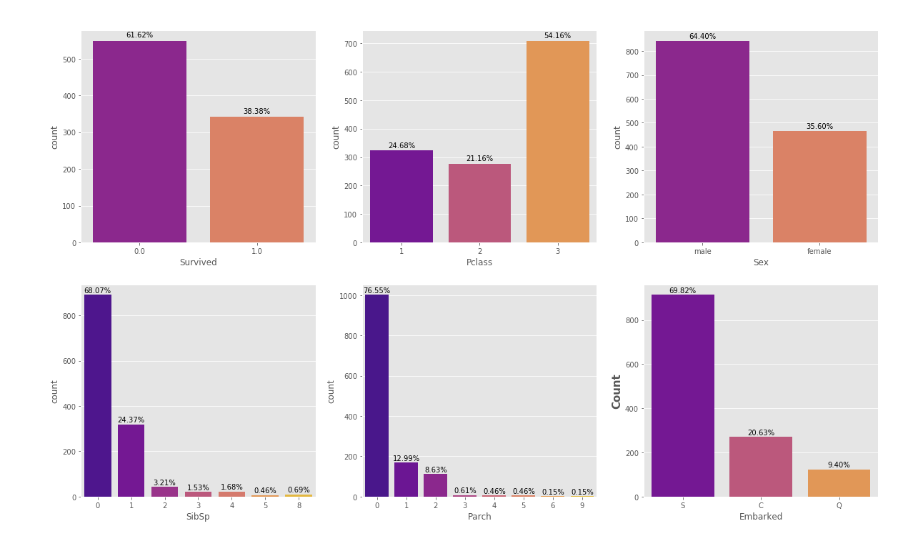 61.62%
38.38%
500
400
300
200
100
0
count
0.0 1.0
Survived
54.16%
24.68%
21.16%
700
600
500
400
300
200
100
0
count
1 2 3
Pclass
64.40%
35.60%
800
700
600
500
400
300
200
100
0
count
male female
Sex
68.07%
24.37%
3.21% 1.53% 1.68% 0.46% 0.69%
800
600
400
200
0
count
0 1 2 3 4 5 8
SibSp
76.55%
12.99%
8.63%
0.61% 0.46% 0.46% 0.15% 0.15%
1000
800
600
400
200
0
count
0 1 2 3 4 5 6 9
Parch
69.82%
20.63%
9.40%
800
600
400
200
0
Count
S C Q
Embarked